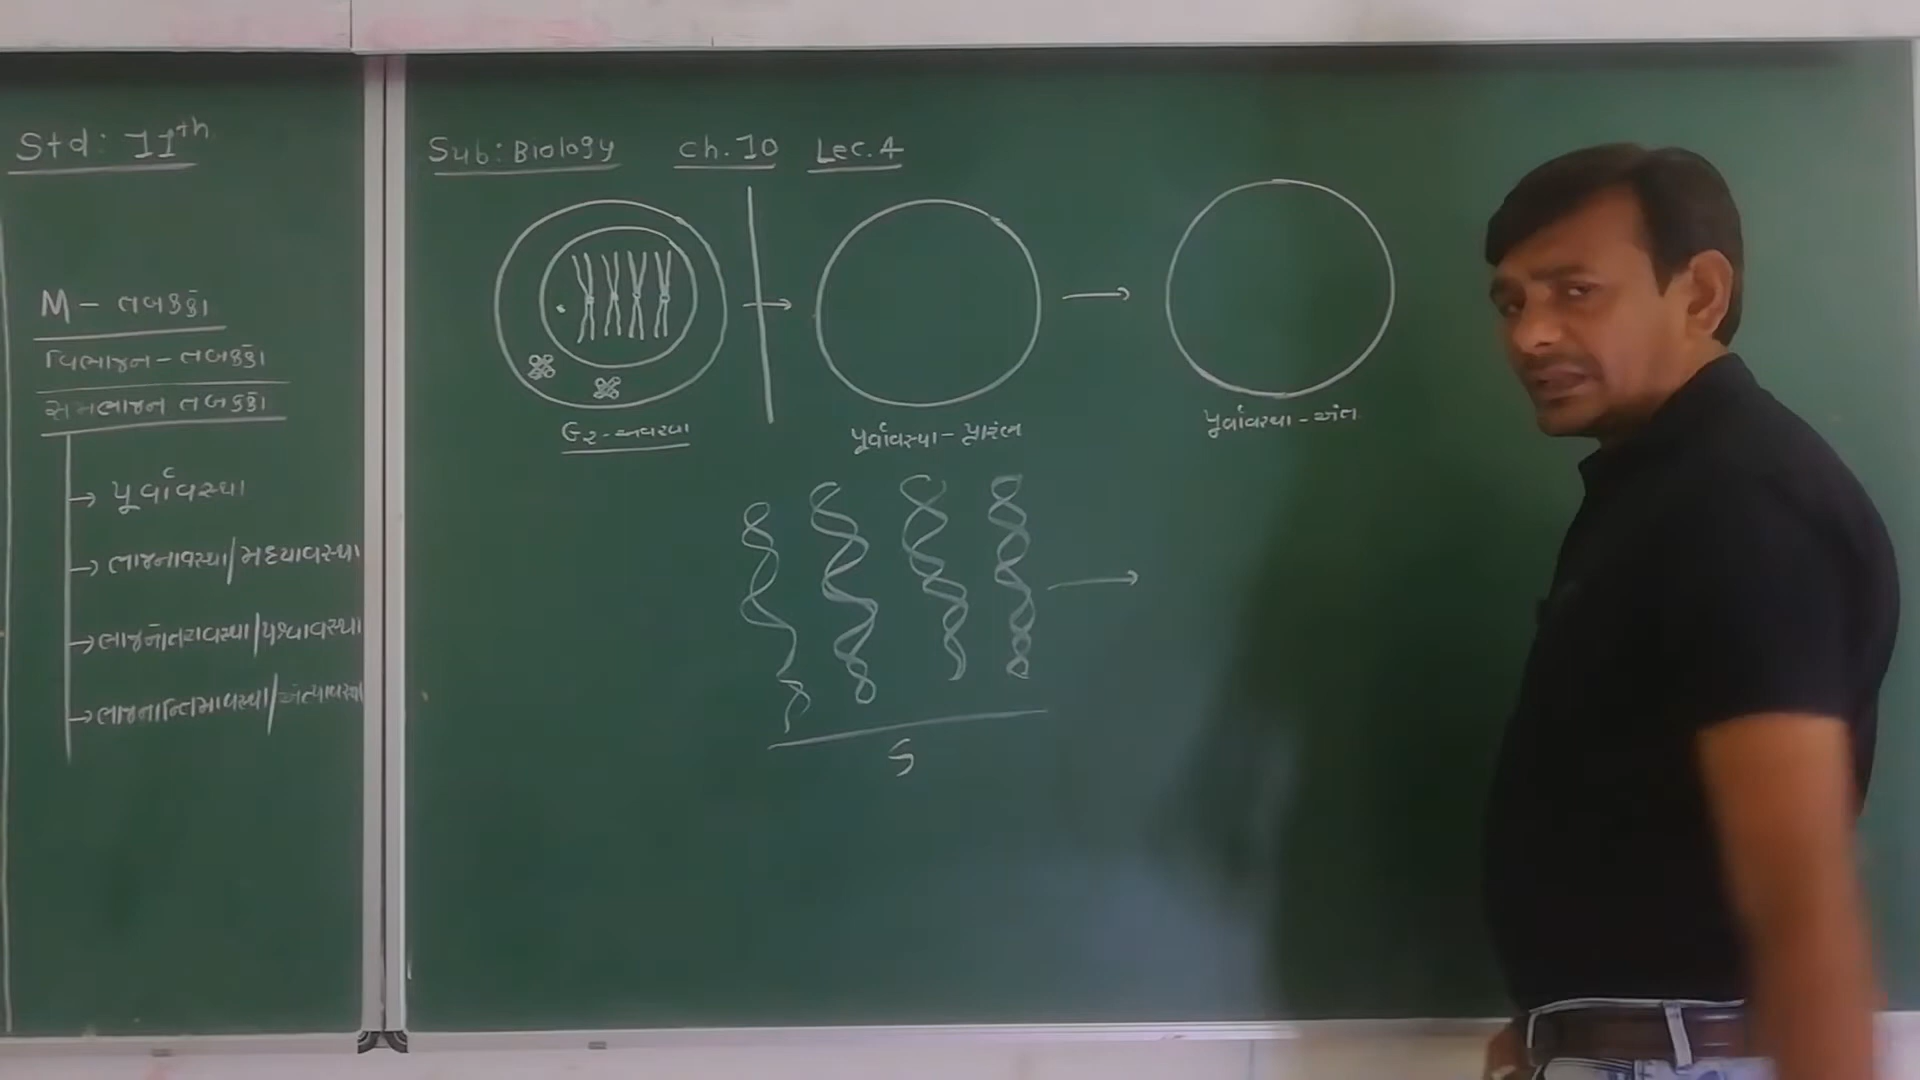 Std: 11th
M - તબક્કો
વિભાજન - તબક્કો
સમભાજન તબક્કો
→ પૂર્વાવસ્થા
→ ભાજનાવસ્થા/મધ્યાવસ્થા
→ ભાજનોતરાવસ્થા/પશ્ચાવસ્થા
→ ભાજનાન્તિમાવસ્થા/અંત્યાવસ્થા
Sub: Biology Ch. 10 Lec. 4
G2 - અવસ્થા
પૂર્વાવસ્થા - પ્રારંભ
પૂર્વાવસ્થા - અંત
S